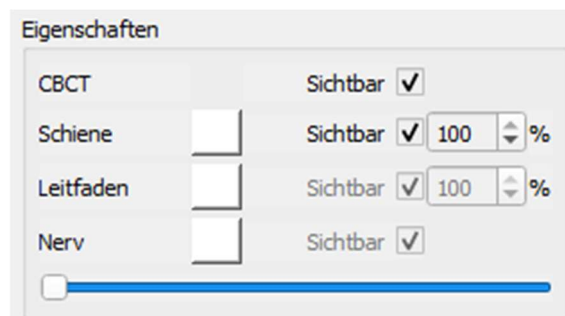 Eigenschaften
CBCT Sichtbar
Schiene Sichtbar 100 %
Leitfaden Sichtbar 100 %
Nerv Sichtbar